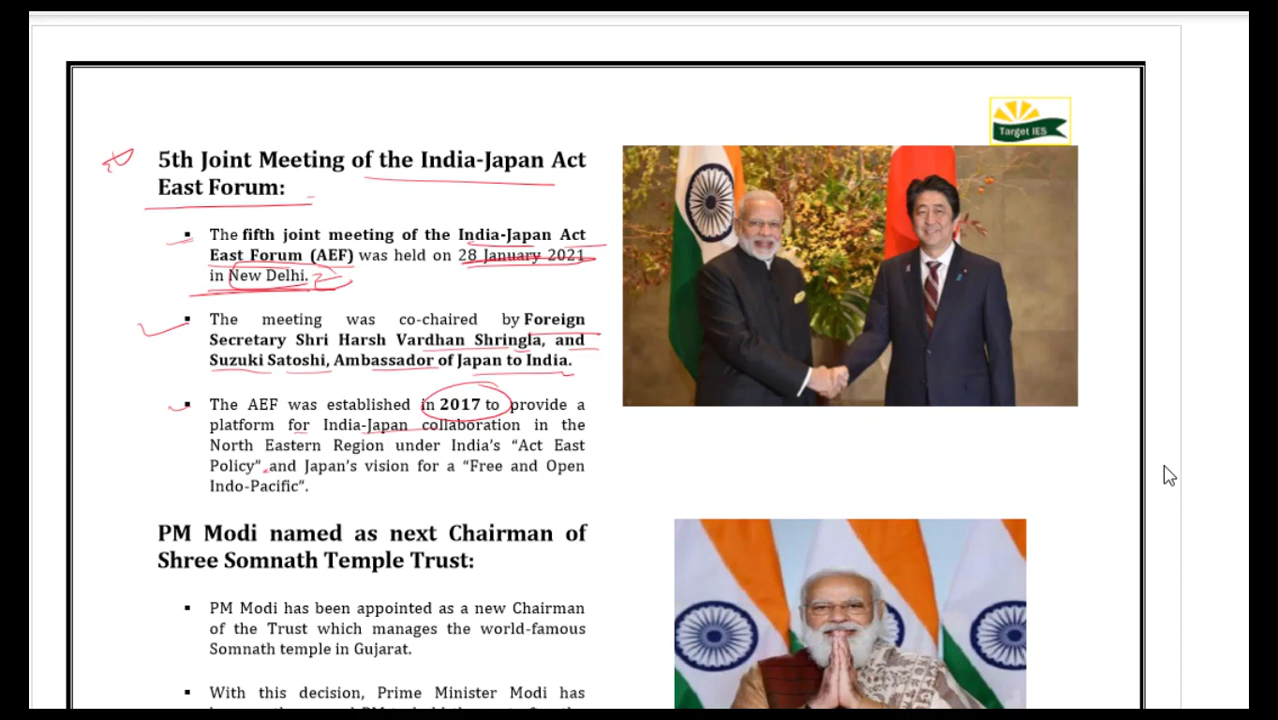 Target IES
5th Joint Meeting of the India-Japan Act
East Forum:
▪ The fifth joint meeting of the India-Japan Act
East Forum (AEF) was held on 28 January 2021
in New Delhi.
▪ The meeting was co-chaired by Foreign
Secretary Shri Harsh Vardhan Shringla, and
Suzuki Satoshi, Ambassador of Japan to India.
▪ The AEF was established in 2017 to provide a
platform for India-Japan collaboration in the
North Eastern Region under India's “Act East
Policy” and Japan's vision for a “Free and Open
Indo-Pacific”.
PM Modi named as next Chairman of
Shree Somnath Temple Trust:
▪ PM Modi has been appointed as a new Chairman
of the Trust which manages the world-famous
Somnath temple in Gujarat.
▪ With this decision, Prime Minister Modi has